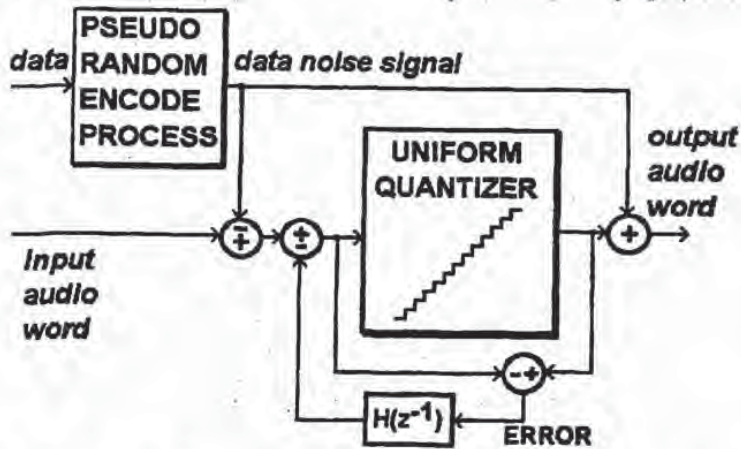 PSEUDO
RANDOM
ENCODE
PROCESS
data
data noise signal
UNIFORM
QUANTIZER
output
audio
word
Input
audio
word
-
+
+
-
+
-+
H(z⁻¹)
ERROR